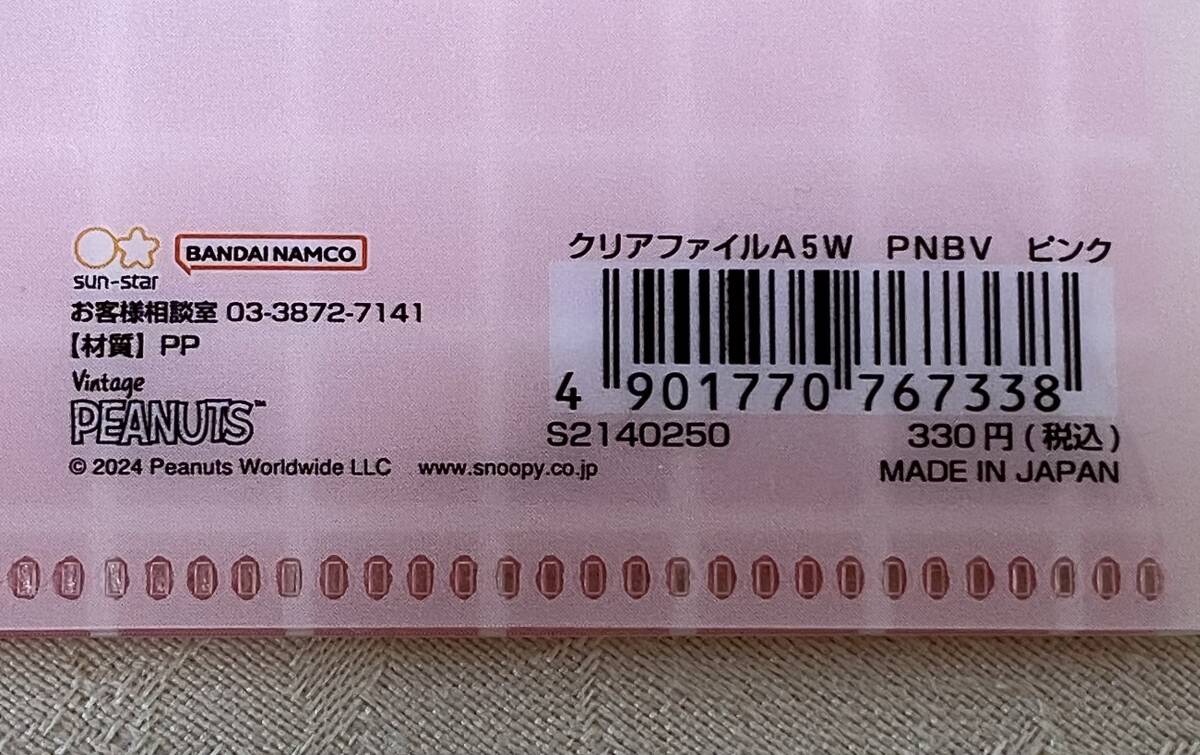 sun-star
BANDAI NAMCO
お客様相談室 03-3872-7141
【材質】 PP
Vintage
PEANUTS™
© 2024 Peanuts Worldwide LLC www.snoopy.co.jp
クリアファイルA5W PNBV ピンク
4 901770 767338
S2140250 330円(税込)
MADE IN JAPAN